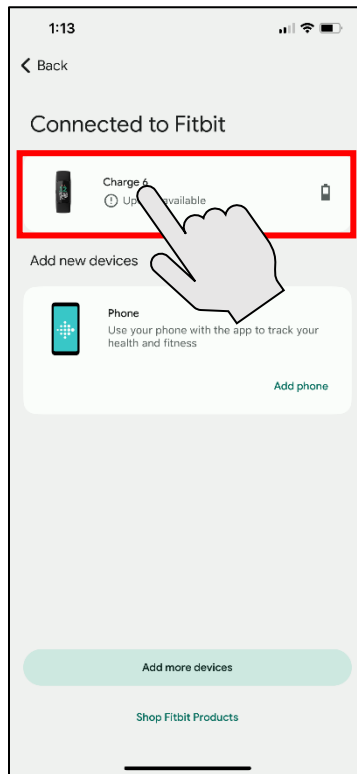 1:13
Back
Connected to Fitbit
Charge 6
available
Add new devices
Phone
Use your phone with the app to track your
health and fitness
Add phone
Add more devices
Shop Fitbit Products